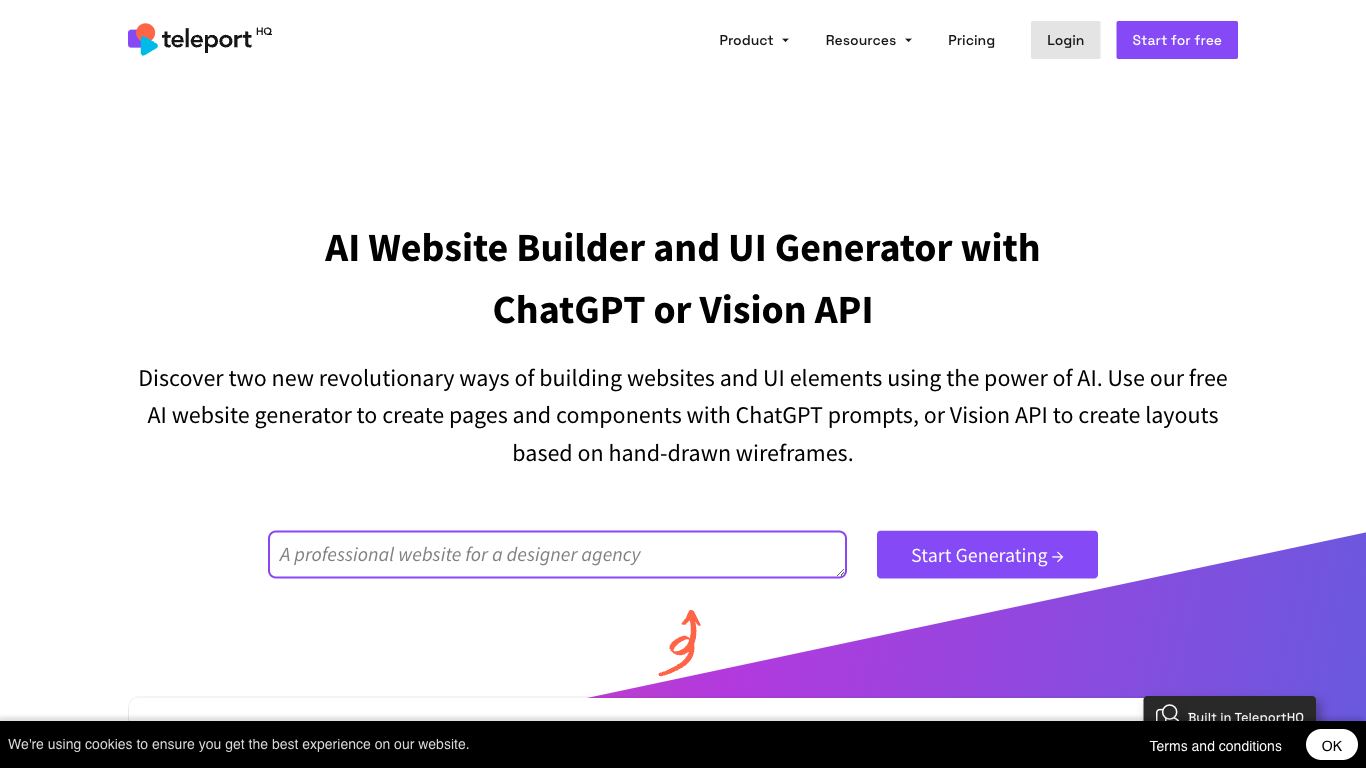 teleport HQ
Product
Resources
Pricing
Login
Start for free
AI Website Builder and UI Generator with
ChatGPT or Vision API
Discover two new revolutionary ways of building websites and UI elements using the power of AI. Use our free
AI website generator to create pages and components with ChatGPT prompts, or Vision API to create layouts
based on hand-drawn wireframes.
A professional website for a designer agency
Start Generating →
Built in TeleportHQ
We're using cookies to ensure you get the best experience on our website.
Terms and conditions
OK